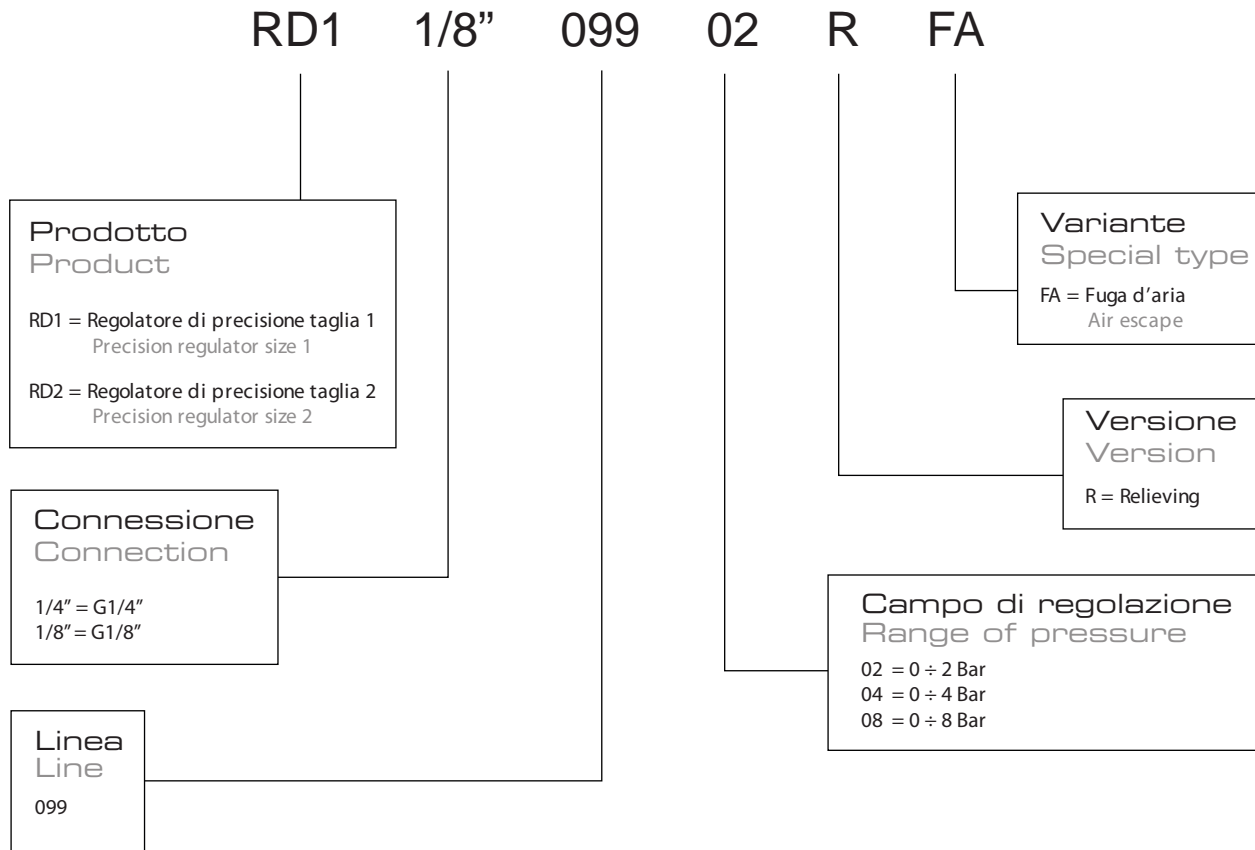 RD1 1/8” 099 02 R FA
Prodotto
Product
RD1 = Regolatore di precisione taglia 1
Precision regulator size 1
RD2 = Regolatore di precisione taglia 2
Precision regulator size 2
Connessione
Connection
1/4” = G1/4”
1/8” = G1/8”
Linea
Line
099
Variante
Special type
FA = Fuga d’aria
Air escape
Versione
Version
R = Relieving
Campo di regolazione
Range of pressure
02 = 0 ÷ 2 Bar
04 = 0 ÷ 4 Bar
08 = 0 ÷ 8 Bar